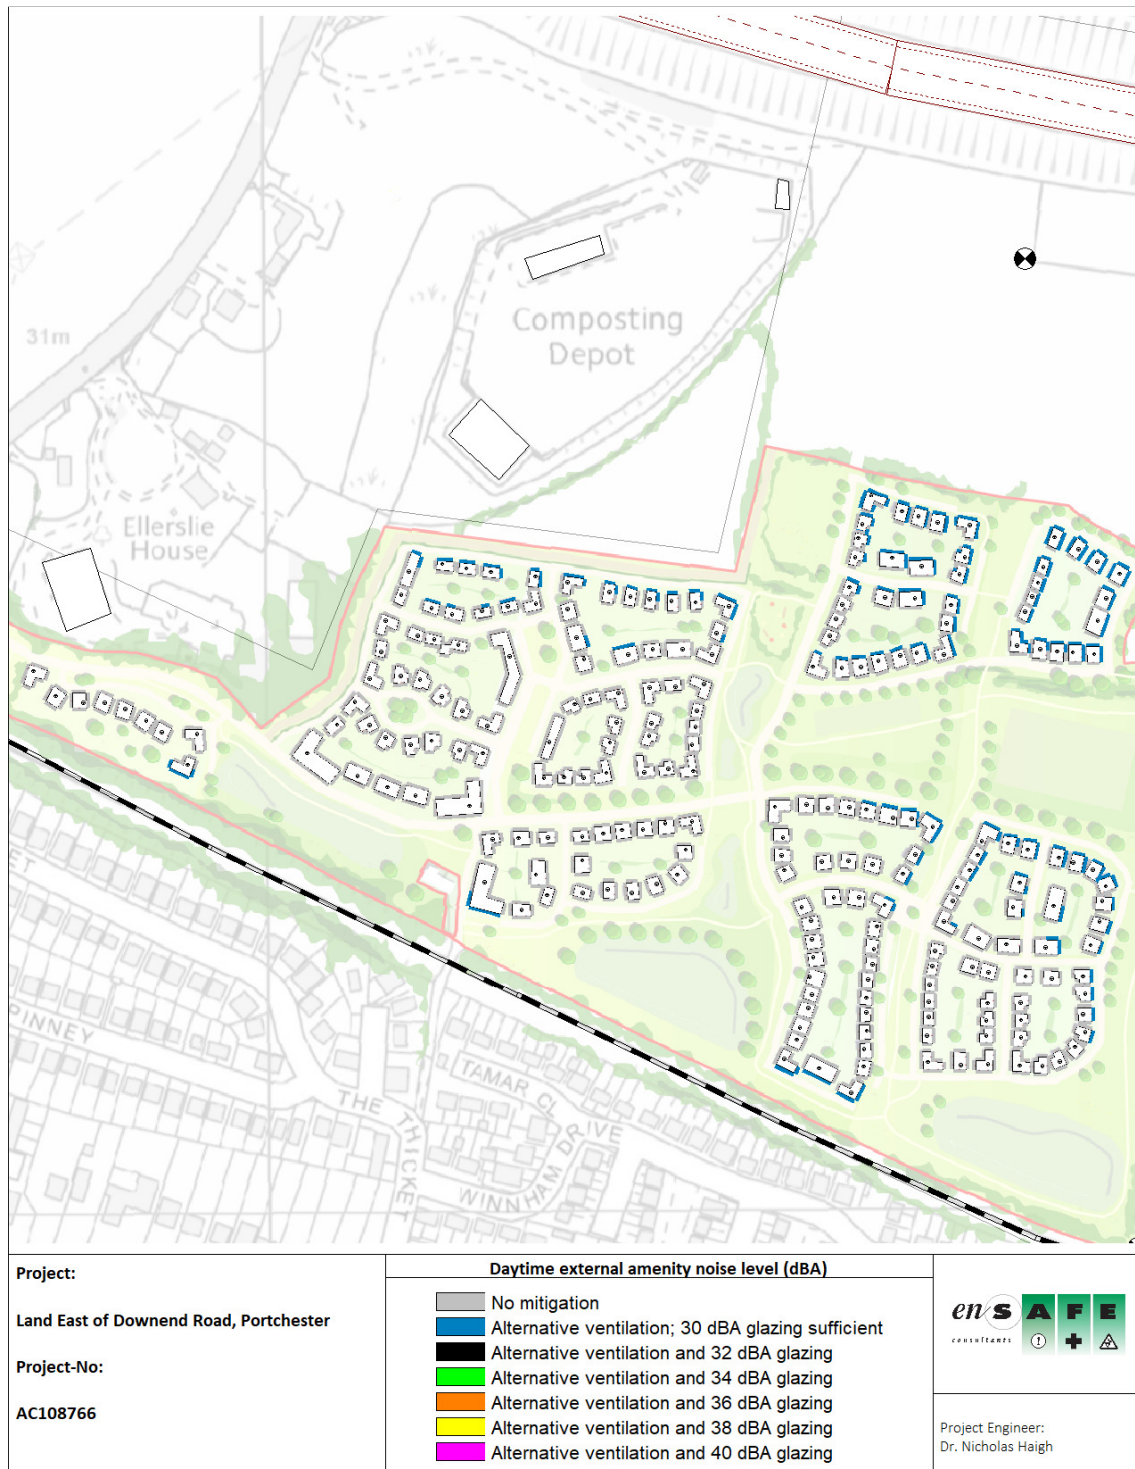 31m
Composting
Depot
Ellerslie
House
PINNEY
THE THICKET
TAMAR CL
WINNHAM DRIVE
Project:
Land East of Downend Road, Portchester
Project-No:
AC108766
Daytime external amenity noise level (dBA)
No mitigation
Alternative ventilation; 30 dBA glazing sufficient
Alternative ventilation and 32 dBA glazing
Alternative ventilation and 34 dBA glazing
Alternative ventilation and 36 dBA glazing
Alternative ventilation and 38 dBA glazing
Alternative ventilation and 40 dBA glazing
en S A F E
consultants
Project Engineer:
Dr. Nicholas Haigh